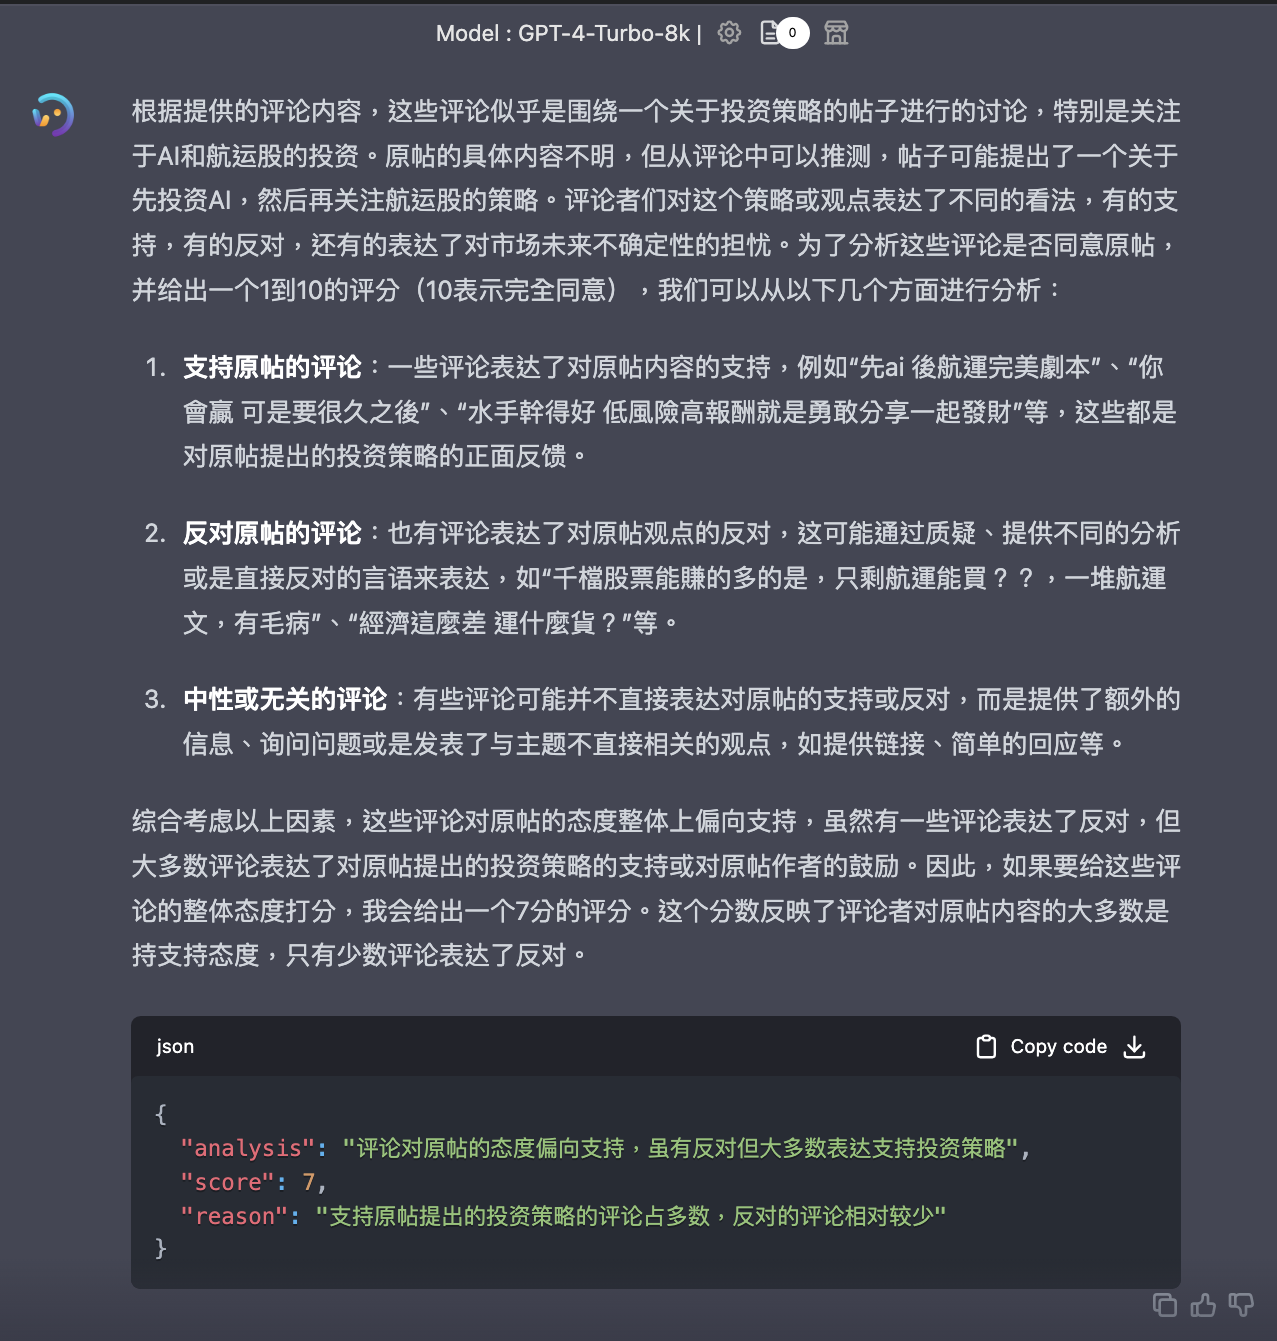 Model : GPT-4-Turbo-8k |
0
根据提供的评论内容，这些评论似乎是围绕一个关于投资策略的帖子进行的讨论，特别是关注
于AI和航运股的投资。原帖的具体内容不明，但从评论中可以推测，帖子可能提出了一个关于
先投资AI，然后再关注航运股的策略。评论者们对这个策略或观点表达了不同的看法，有的支
持，有的反对，还有的表达了对市场未来不确定性的担忧。为了分析这些评论是否同意原帖，
并给出一个1到10的评分（10表示完全同意），我们可以从以下几个方面进行分析：
1. 支持原帖的评论：一些评论表达了对原帖内容的支持，例如“先ai 後航運完美劇本”、“你
會贏 可是要很久之後”、“水手幹得好 低風險高報酬就是勇敢分享一起發財”等，这些都是
对原帖提出的投资策略的正面反馈。
2. 反对原帖的评论：也有评论表达了对原帖观点的反对，这可能通过质疑、提供不同的分析
或是直接反对的言语来表达，如“千檔股票能賺的多的是，只剩航運能買？？，一堆航運
文，有毛病”、“經濟這麼差 運什麼貨？”等。
3. 中性或无关的评论：有些评论可能并不直接表达对原帖的支持或反对，而是提供了额外的
信息、询问问题或是发表了与主题不直接相关的观点，如提供链接、简单的回应等。
综合考虑以上因素，这些评论对原帖的态度整体上偏向支持，虽然有一些评论表达了反对，但
大多数评论表达了对原帖提出的投资策略的支持或对原帖作者的鼓励。因此，如果要给这些评
论的整体态度打分，我会给出一个7分的评分。这个分数反映了评论者对原帖内容的大多数是
持支持态度，只有少数评论表达了反对。
json
Copy code
{
"analysis": "评论对原帖的态度偏向支持，虽有反对但大多数表达支持投资策略",
"score": 7,
"reason": "支持原帖提出的投资策略的评论占多数，反对的评论相对较少"
}